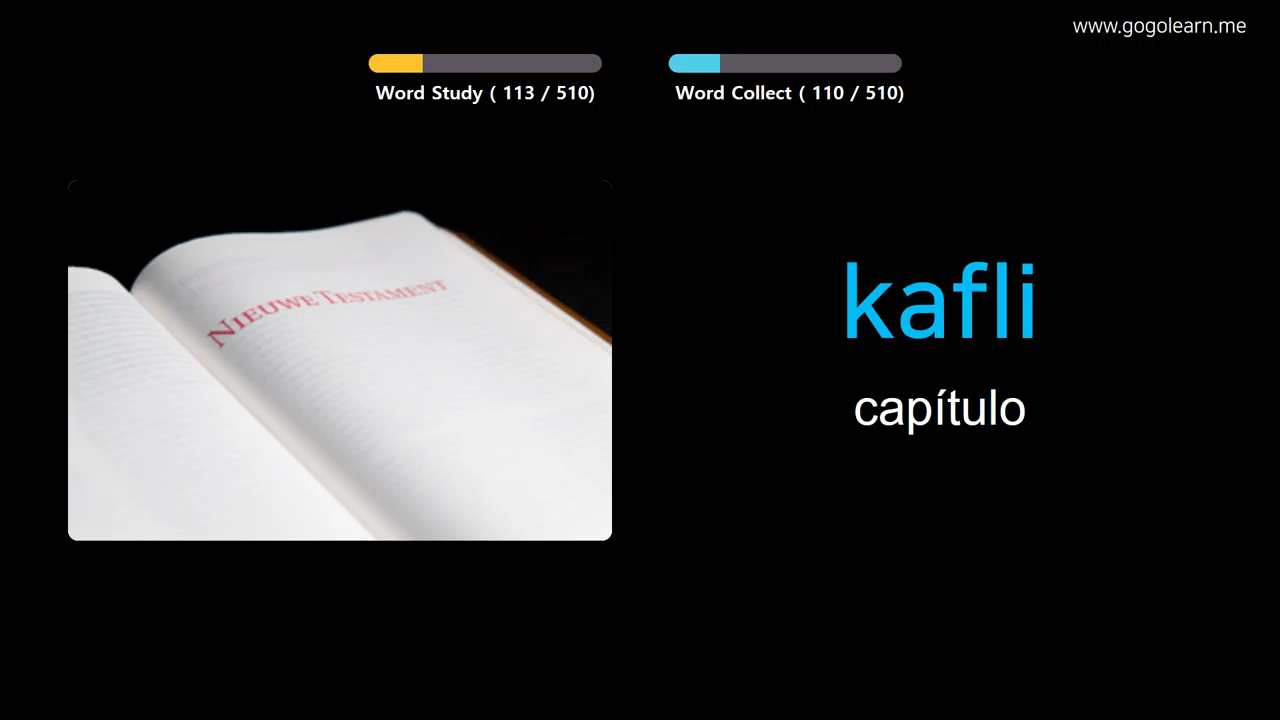 www.gogolearn.me
Word Study ( 113 / 510)
Word Collect ( 110 / 510)
NIEUWE TESTAMENT
kafli
capítulo